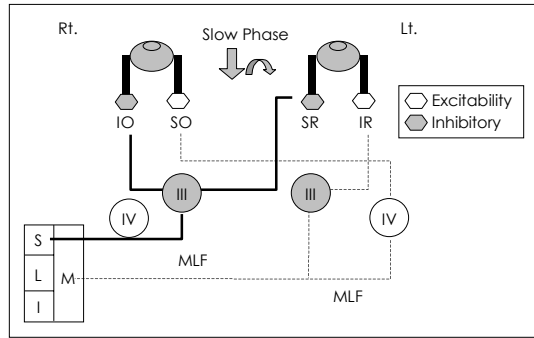 Rt.
Slow Phase
Lt.
Excitability
Inhibitory
IO SO SR IR
III III
IV IV
S
MLF
L M
MLF
I